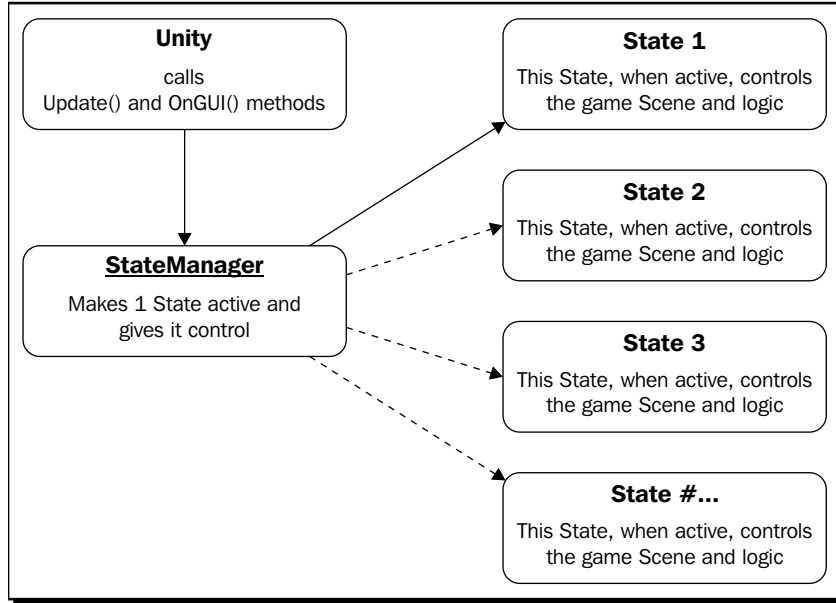 Unity
calls
Update() and OnGUI() methods
StateManager
Makes 1 State active and
gives it control
State 1
This State, when active, controls
the game Scene and logic
State 2
This State, when active, controls
the game Scene and logic
State 3
This State, when active, controls
the game Scene and logic
State #...
This State, when active, controls
the game Scene and logic